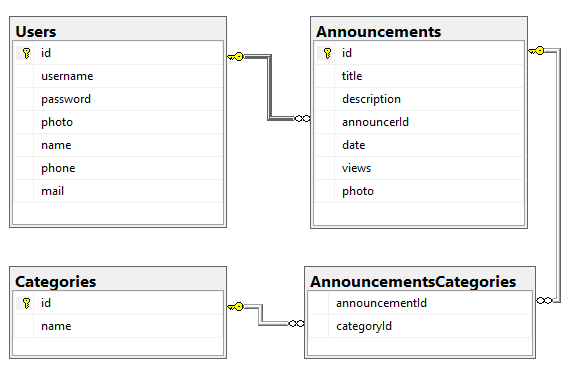 Users
id
username
password
photo
name
phone
mail
Announcements
id
title
description
announcerId
date
views
photo
Categories
id
name
AnnouncementsCategories
announcementId
categoryId